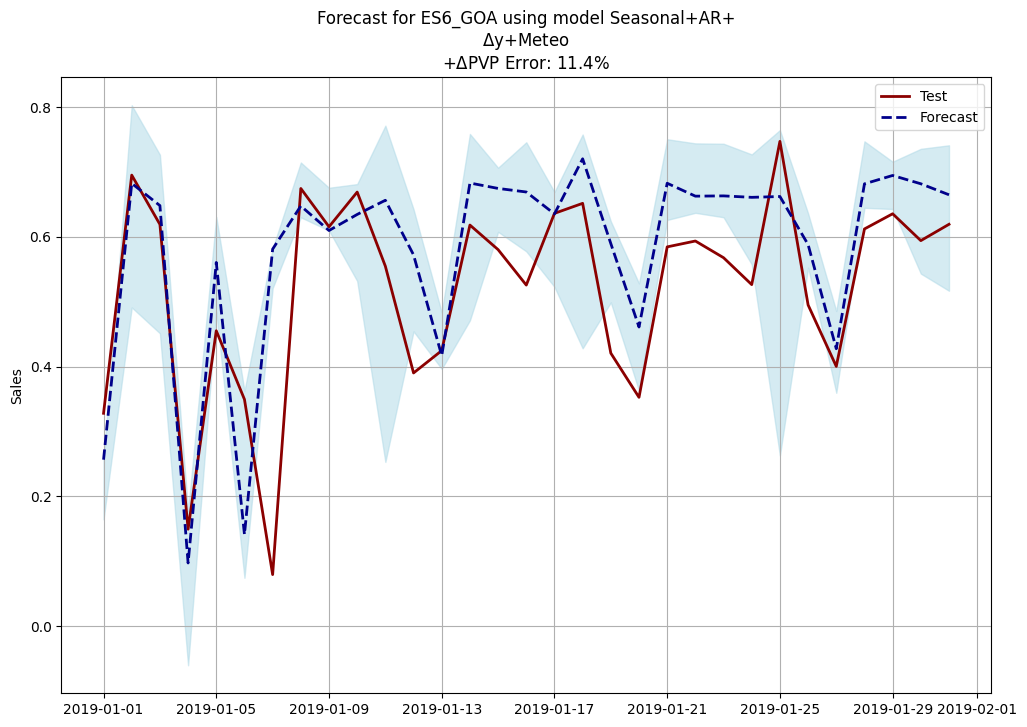 Forecast for ES6_GOA using model Seasonal+AR+
Δy+Meteo
+ΔPVP Error: 11.4%
Test
Forecast
0.8
0.6
0.4
0.2
0.0
Sales
2019-01-01 2019-01-05 2019-01-09 2019-01-13 2019-01-17 2019-01-21 2019-01-25 2019-01-29 2019-02-01